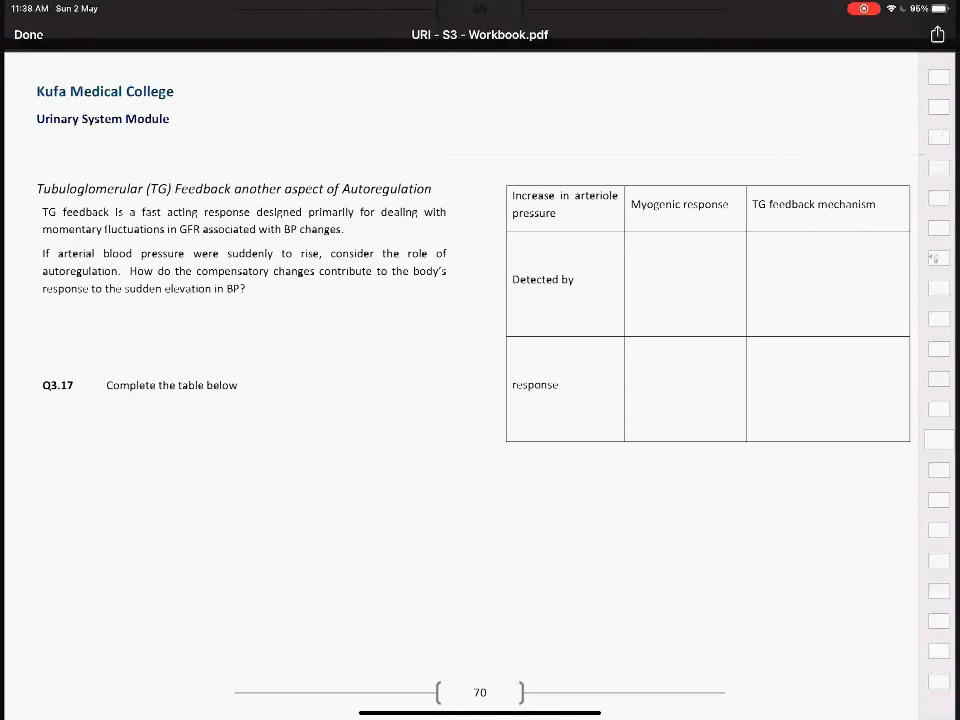 11:38 AM Sun 2 May
69
95%
Done
URI - S3 - Workbook.pdf
Kufa Medical College
Urinary System Module
Tubuloglomerular (TG) Feedback another aspect of Autoregulation
TG feedback is a fast acting response designed primarily for dealing with
momentary fluctuations in GFR associated with BP changes.
If arterial blood pressure were suddenly to rise, consider the role of
autoregulation. How do the compensatory changes contribute to the body's
response to the sudden elevation in BP?
Q3.17 Complete the table below
Increase in arteriole
pressure
Myogenic response
TG feedback mechanism
Detected by
response
70